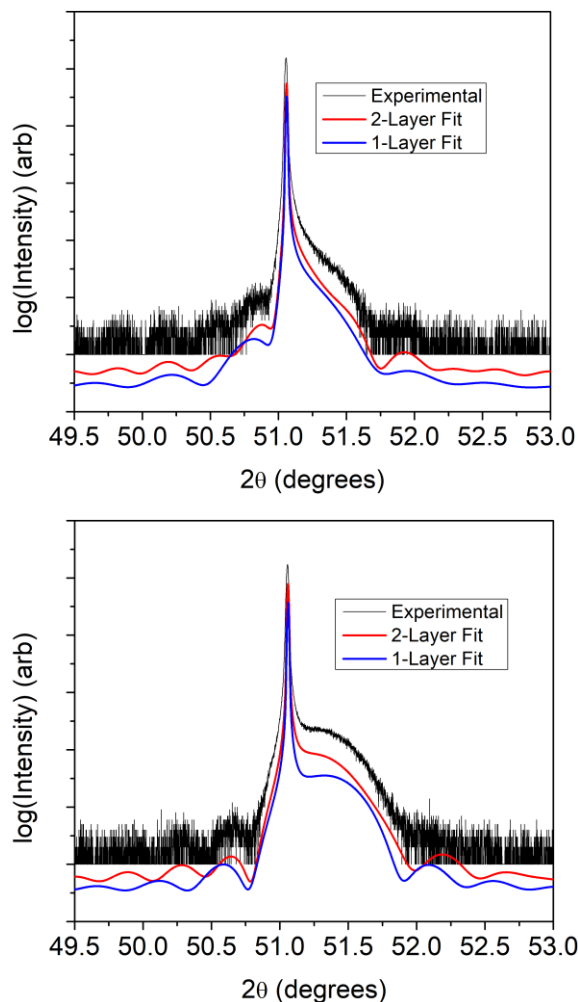 log(Intensity) (arb)
Experimental
2-Layer Fit
1-Layer Fit
49.5 50.0 50.5 51.0 51.5 52.0 52.5 53.0
2θ (degrees)
log(Intensity) (arb)
Experimental
2-Layer Fit
1-Layer Fit
49.5 50.0 50.5 51.0 51.5 52.0 52.5 53.0
2θ (degrees)